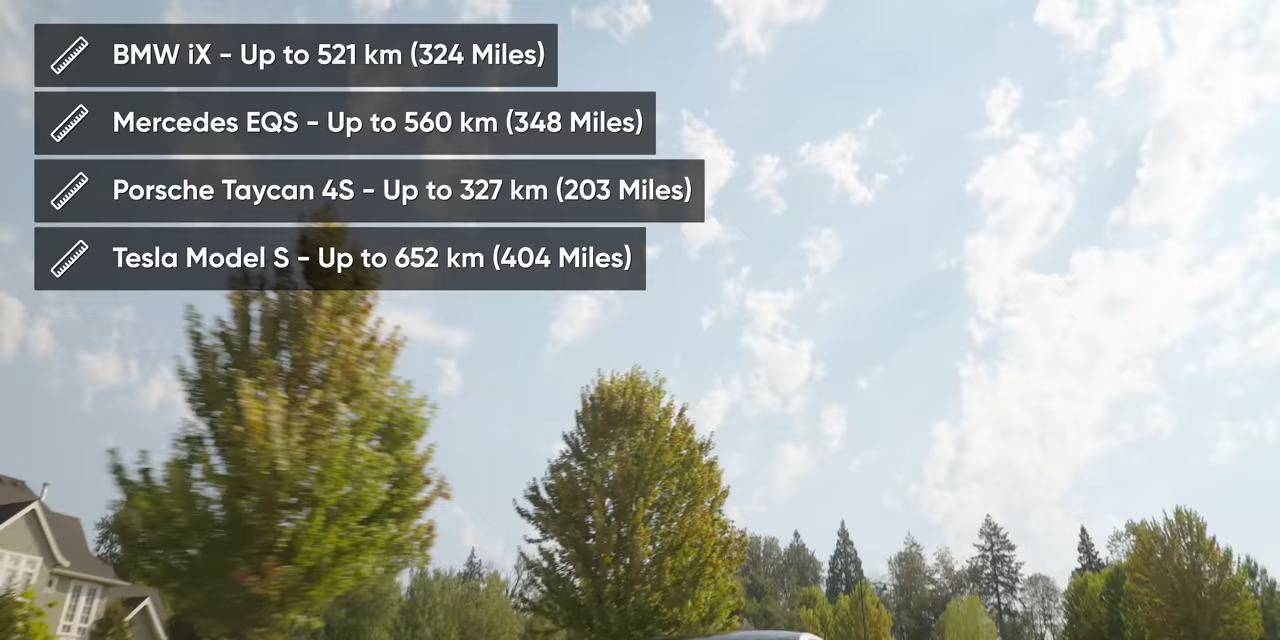 BMW iX - Up to 521 km (324 Miles)
Mercedes EQS - Up to 560 km (348 Miles)
Porsche Taycan 4S - Up to 327 km (203 Miles)
Tesla Model S - Up to 652 km (404 Miles)